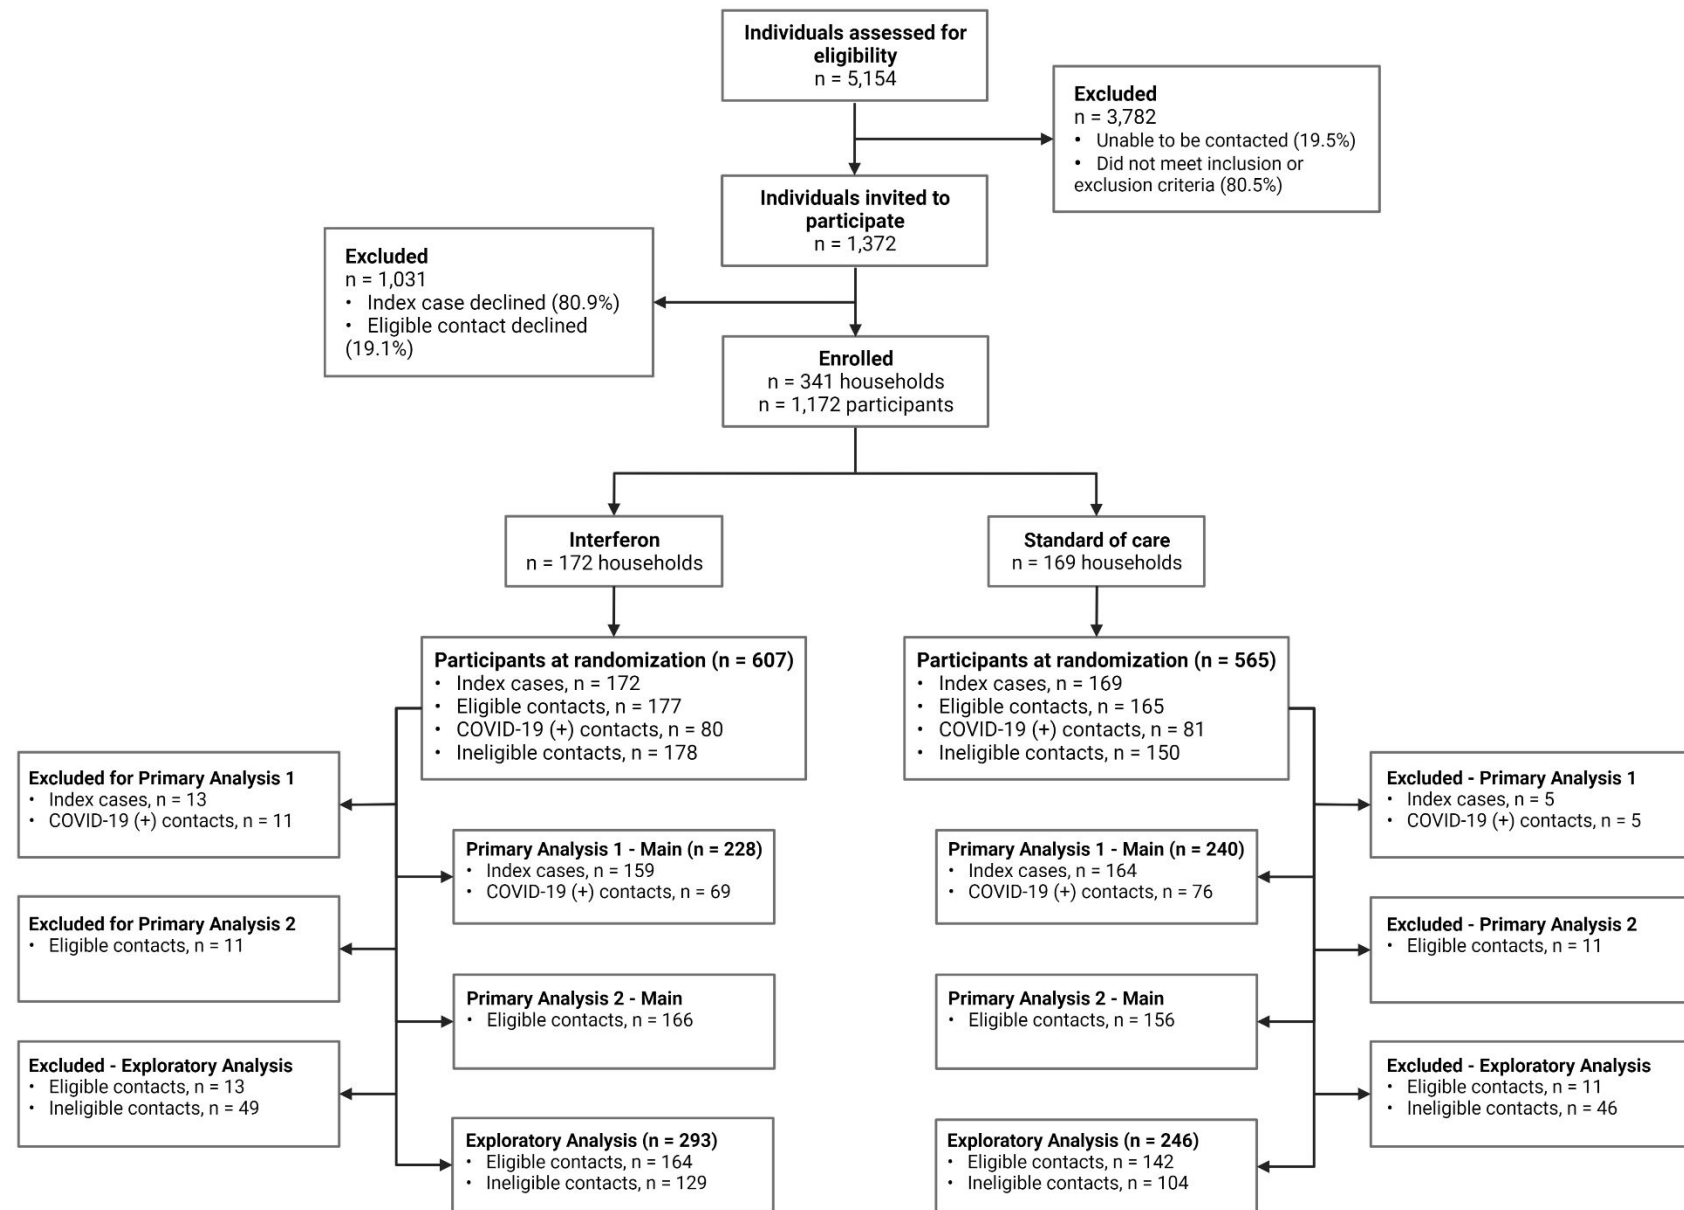 Individuals assessed for
eligibility
n = 5,154
Excluded
n = 3,782
• Unable to be contacted (19.5%)
• Did not meet inclusion or
exclusion criteria (80.5%)
Individuals invited to
participate
n = 1,372
Excluded
n = 1,031
• Index case declined (80.9%)
• Eligible contact declined
(19.1%)
Enrolled
n = 341 households
n = 1,172 participants
Interferon
n = 172 households
Standard of care
n = 169 households
Participants at randomization (n = 607)
• Index cases, n = 172
• Eligible contacts, n = 177
• COVID-19 (+) contacts, n = 80
• Ineligible contacts, n = 178
Participants at randomization (n = 565)
• Index cases, n = 169
• Eligible contacts, n = 165
• COVID-19 (+) contacts, n = 81
• Ineligible contacts, n = 150
Excluded for Primary Analysis 1
• Index cases, n = 13
• COVID-19 (+) contacts, n = 11
Primary Analysis 1 - Main (n = 228)
• Index cases, n = 159
• COVID-19 (+) contacts, n = 69
Primary Analysis 1 - Main (n = 240)
• Index cases, n = 164
• COVID-19 (+) contacts, n = 76
Excluded - Primary Analysis 1
• Index cases, n = 5
• COVID-19 (+) contacts, n = 5
Excluded for Primary Analysis 2
• Eligible contacts, n = 11
Primary Analysis 2 - Main
• Eligible contacts, n = 166
Primary Analysis 2 - Main
• Eligible contacts, n = 156
Excluded - Primary Analysis 2
• Eligible contacts, n = 11
Excluded - Exploratory Analysis
• Eligible contacts, n = 13
• Ineligible contacts, n = 49
Exploratory Analysis (n = 293)
• Eligible contacts, n = 164
• Ineligible contacts, n = 129
Exploratory Analysis (n = 246)
• Eligible contacts, n = 142
• Ineligible contacts, n = 104
Excluded - Exploratory Analysis
• Eligible contacts, n = 11
• Ineligible contacts, n = 46